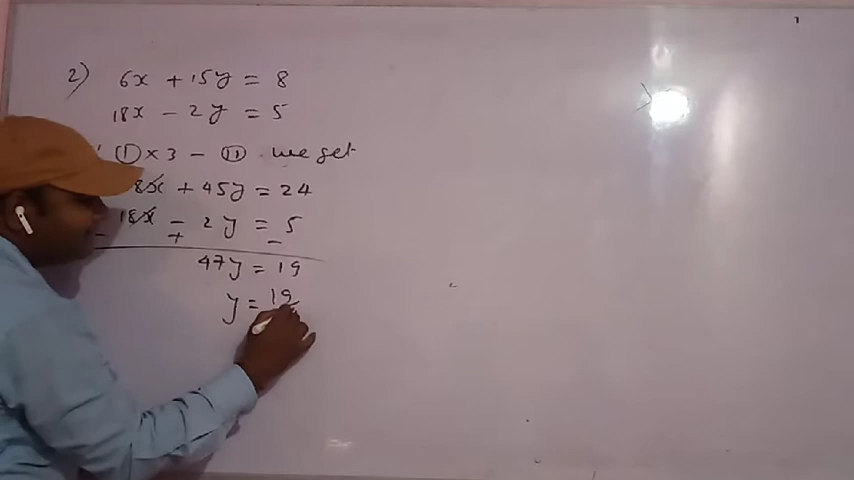 2) 6x + 15y = 8
18x - 2y = 5
① × 3 - ⑪ we get
8x + 45y = 24
18x - 2y = 5
- + -
47y = 19
y = 19